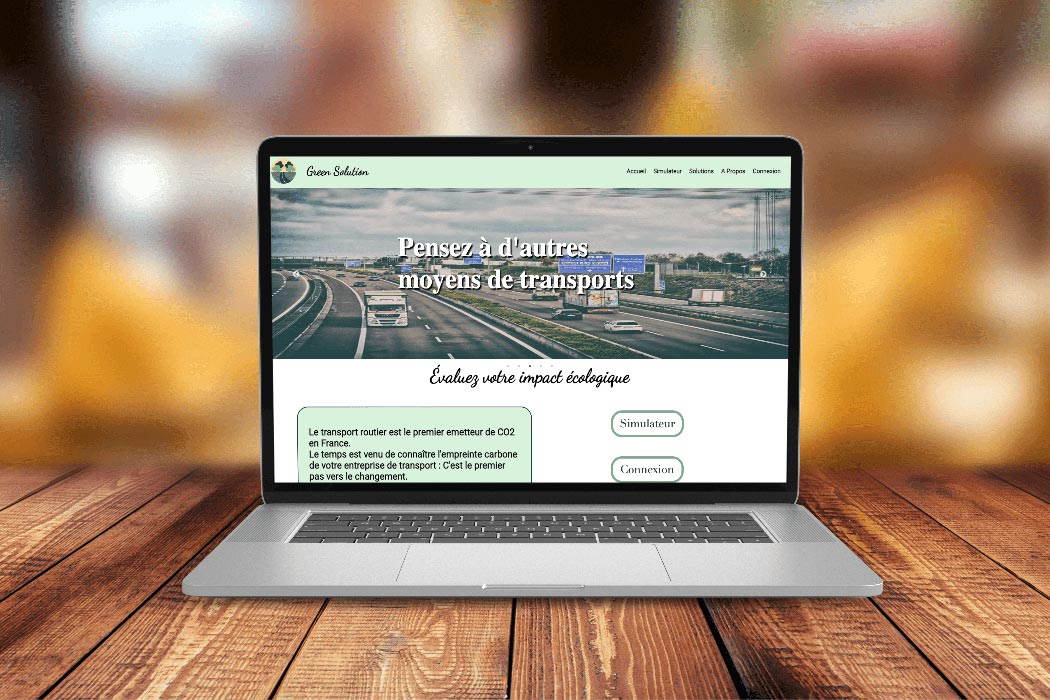 Green Solution
Accueil Simulateur Solutions A Propos Connexion
Pensez à d'autres
moyens de transports
Évaluez votre impact écologique
Le transport routier est le premier emetteur de CO2
en France.
Le temps est venu de connaître l'empreinte carbone
de votre entreprise de transport : C'est le premier
pas vers le changement.
Simulateur
Connexion